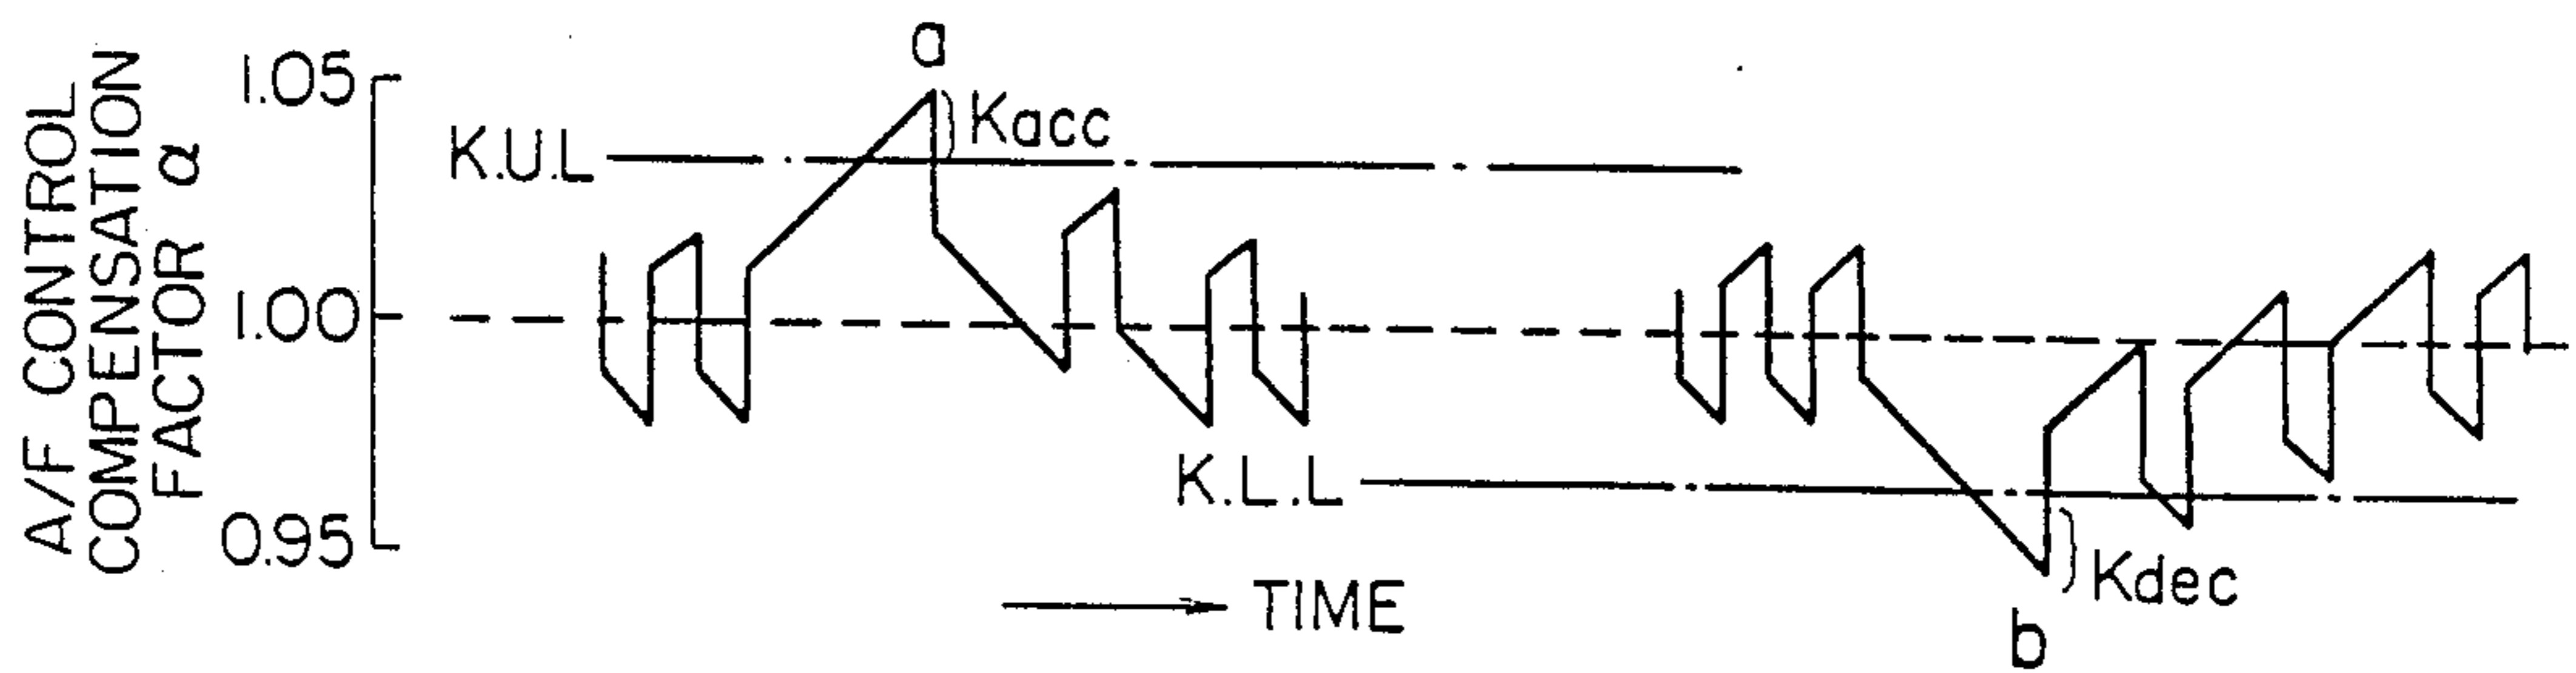 A/F CONTROL
COMPENSATION
FACTOR α
1.05
1.00
0.95
a
K.U.L
Kacc
K.L.L
Kdec
b
TIME